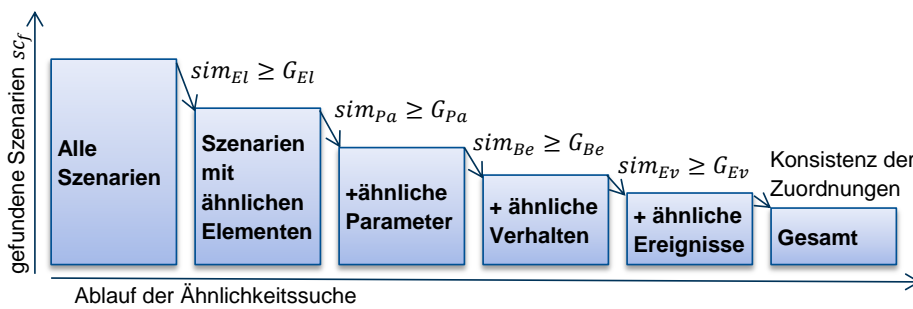 gefundene Szenarien sc_f
Alle
Szenarien
sim_El ≥ G_El
Szenarien
mit
ähnlichen
Elementen
sim_Pa ≥ G_Pa
+ähnliche
Parameter
sim_Be ≥ G_Be
+ ähnliche
Verhalten
sim_Ev ≥ G_Ev
+ ähnliche
Ereignisse
Konsistenz der
Zuordnungen
Gesamt
Ablauf der Ähnlichkeitssuche